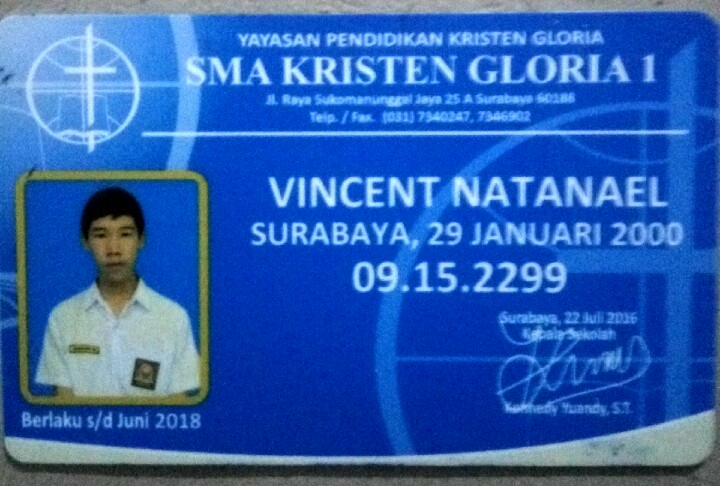 YAYASAN PENDIDIKAN KRISTEN GLORIA
SMA KRISTEN GLORIA 1
Jl. Raya Sukomanunggal Jaya 25 A Surabaya 60188
Telp. / Fax. (031) 7340247, 7346902
VINCENT NATANAEL
SURABAYA, 29 JANUARI 2000
09.15.2299
Surabaya, 22 Juli 2016
Kepala Sekolah
Kennedy Yuandy, S.T.
Berlaku s/d Juni 2018